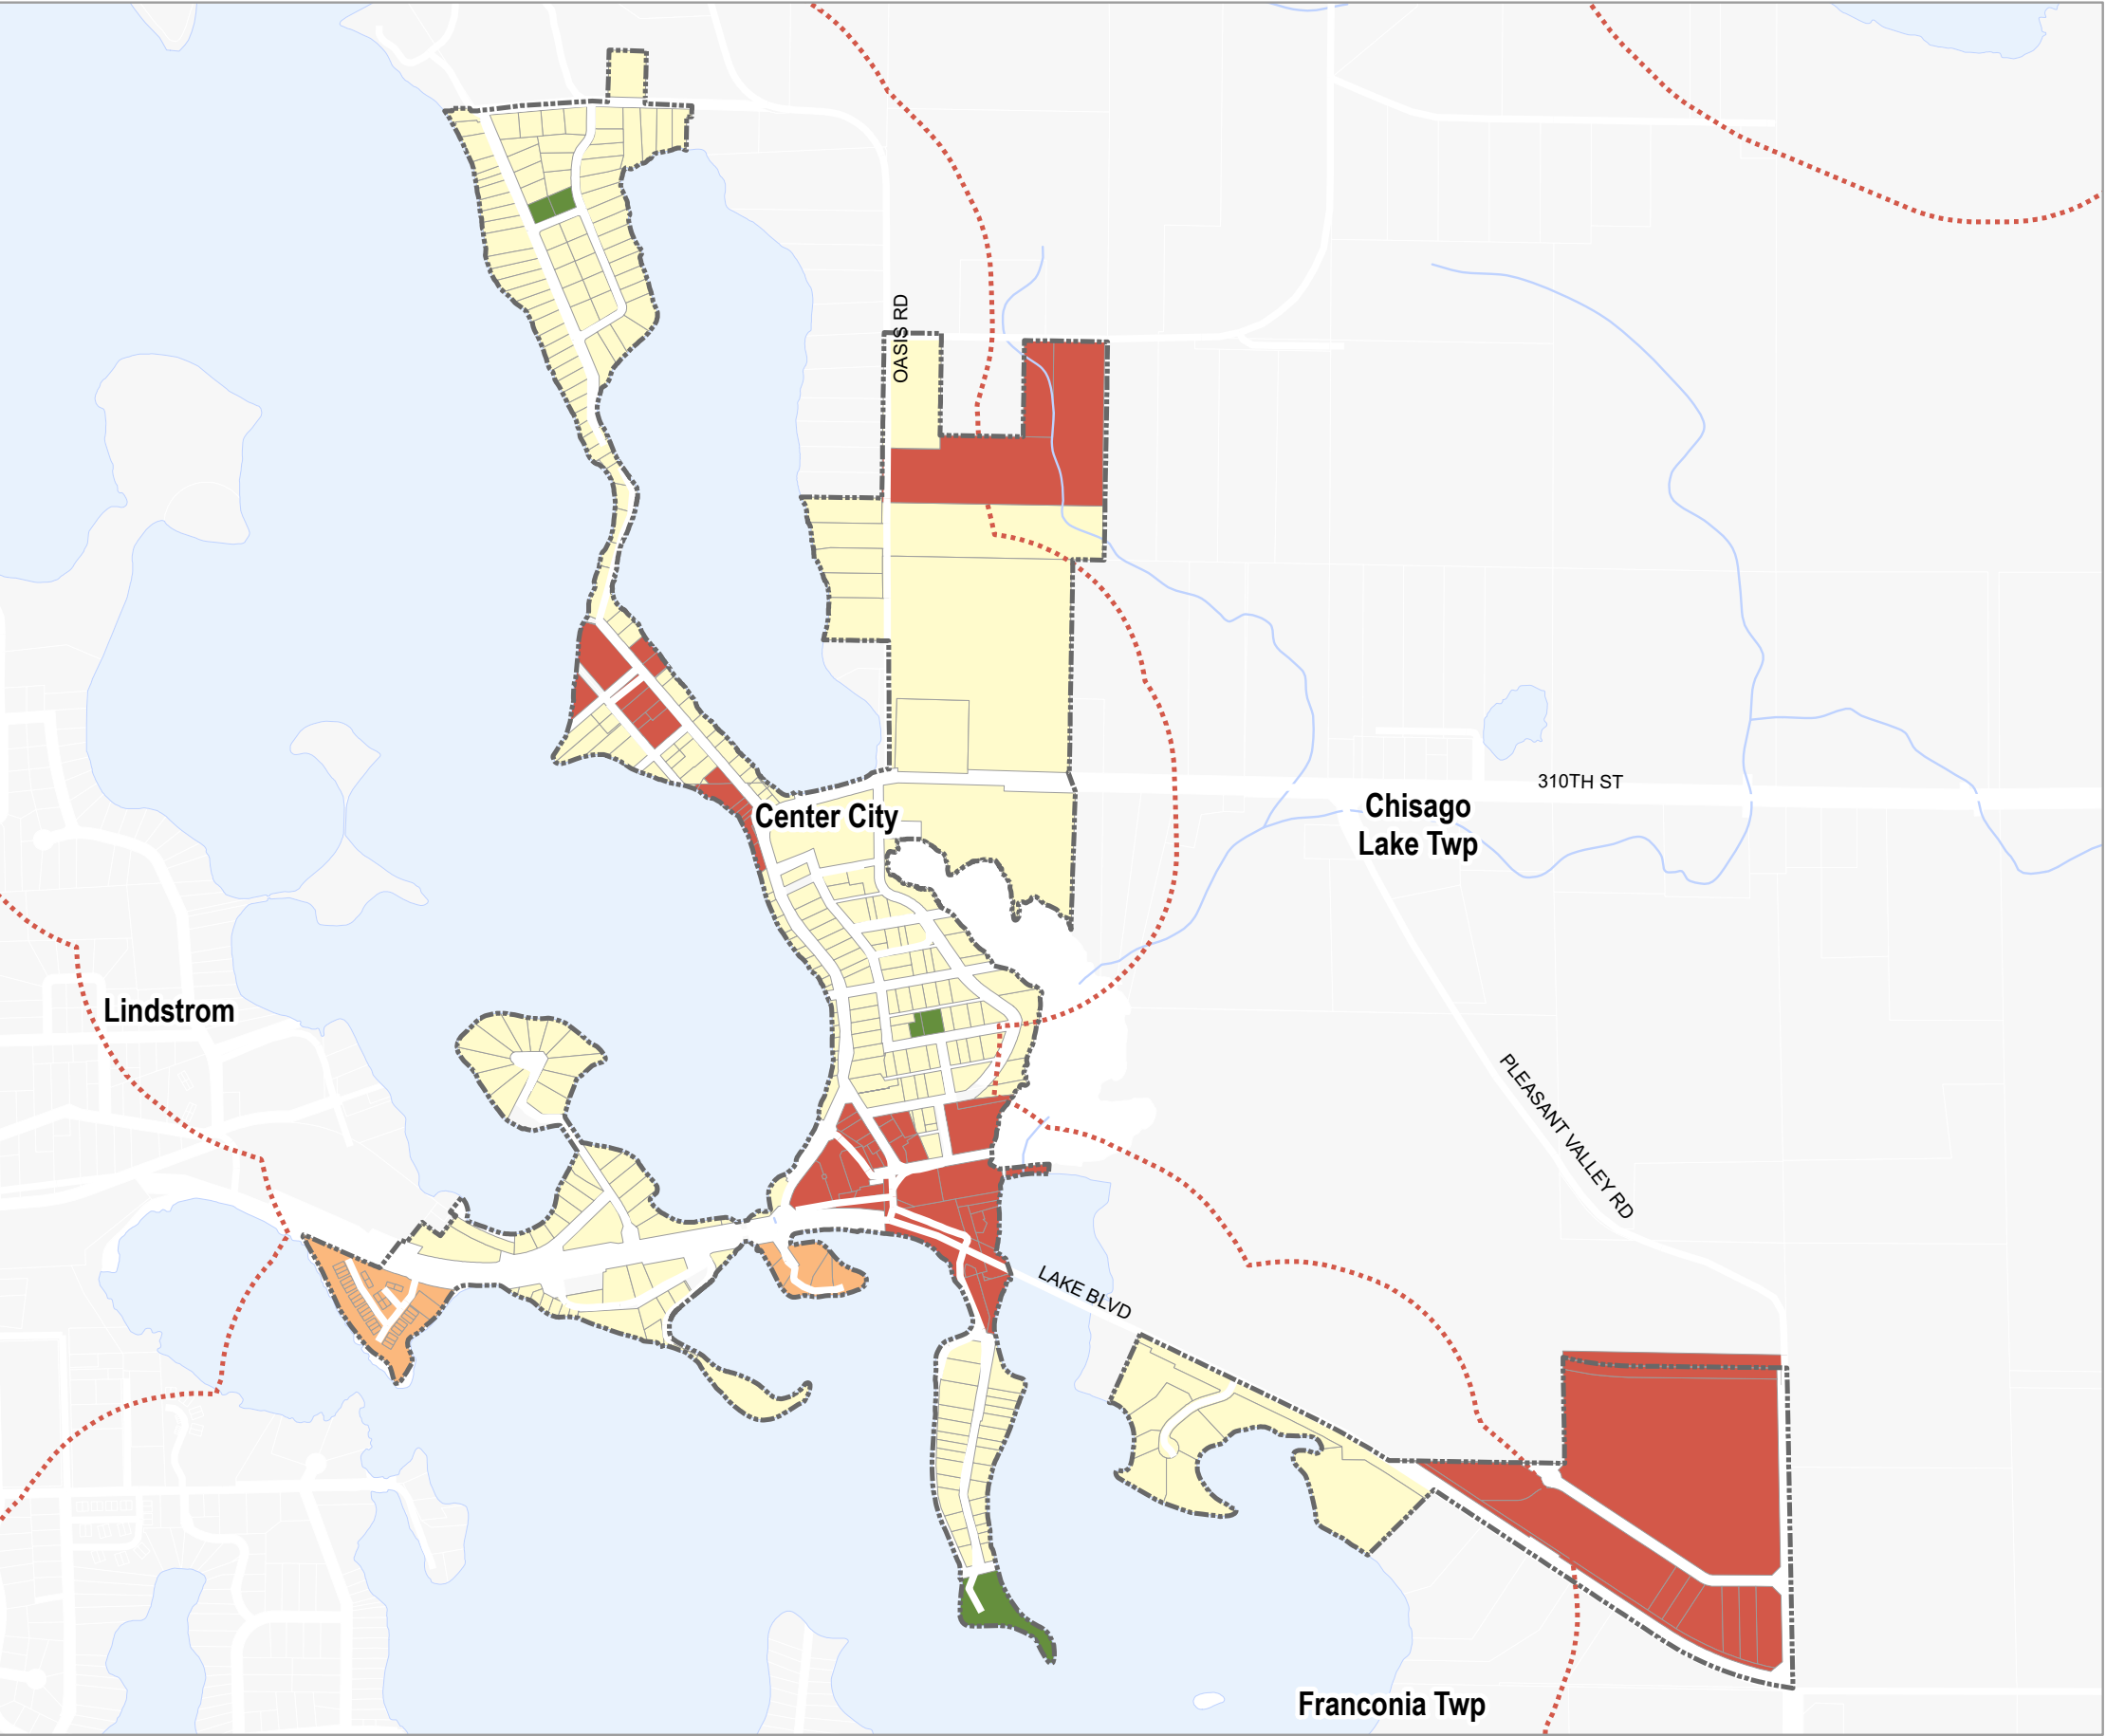 OASIS RD
310TH ST
Center City
Chisago
Lake Twp
Lindstrom
PLEASANT VALLEY RD
LAKE BLVD
Franconia Twp